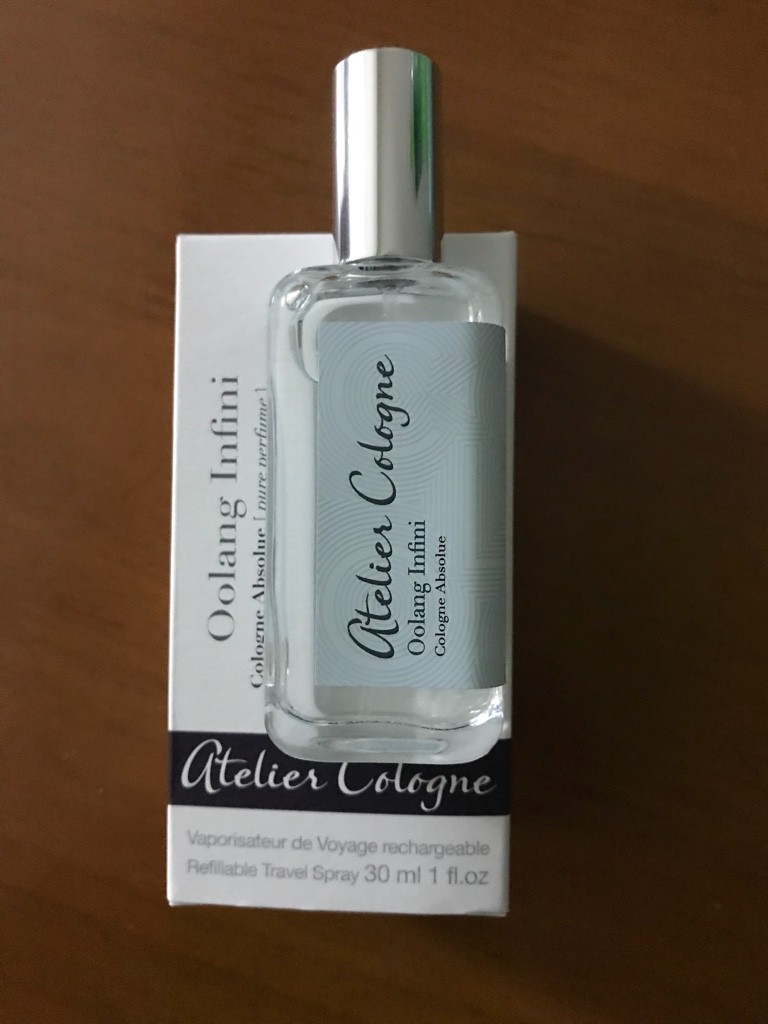 Oolang Infini
Cologne Absolue [ pure perfume ]
Atelier Cologne
Oolang Infini
Cologne Absolue
Atelier Cologne
Vaporisateur de Voyage rechargeable
Refillable Travel Spray 30 ml 1 fl.oz